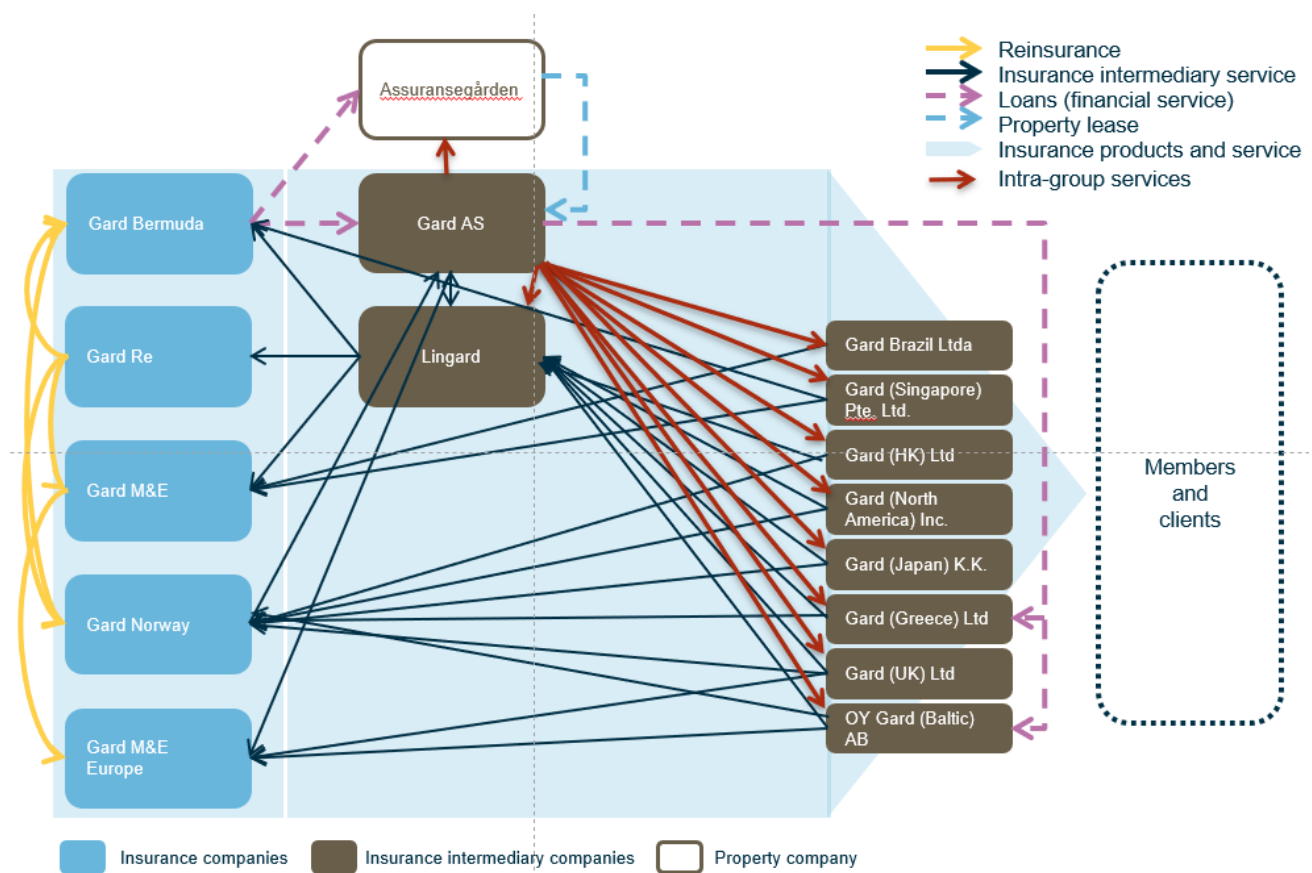 Assuransegården
Reinsurance
Insurance intermediary service
Loans (financial service)
Property lease
Insurance products and service
Intra-group services
Gard Bermuda
Gard AS
Gard Re
Lingard
Gard M&E
Gard Norway
Gard M&E
Europe
Gard Brazil Ltda
Gard (Singapore)
Pte. Ltd.
Gard (HK) Ltd
Gard (North
America) Inc.
Gard (Japan) K.K.
Gard (Greece) Ltd
Gard (UK) Ltd
OY Gard (Baltic)
AB
Members
and
clients
Insurance companies
Insurance intermediary companies
Property company